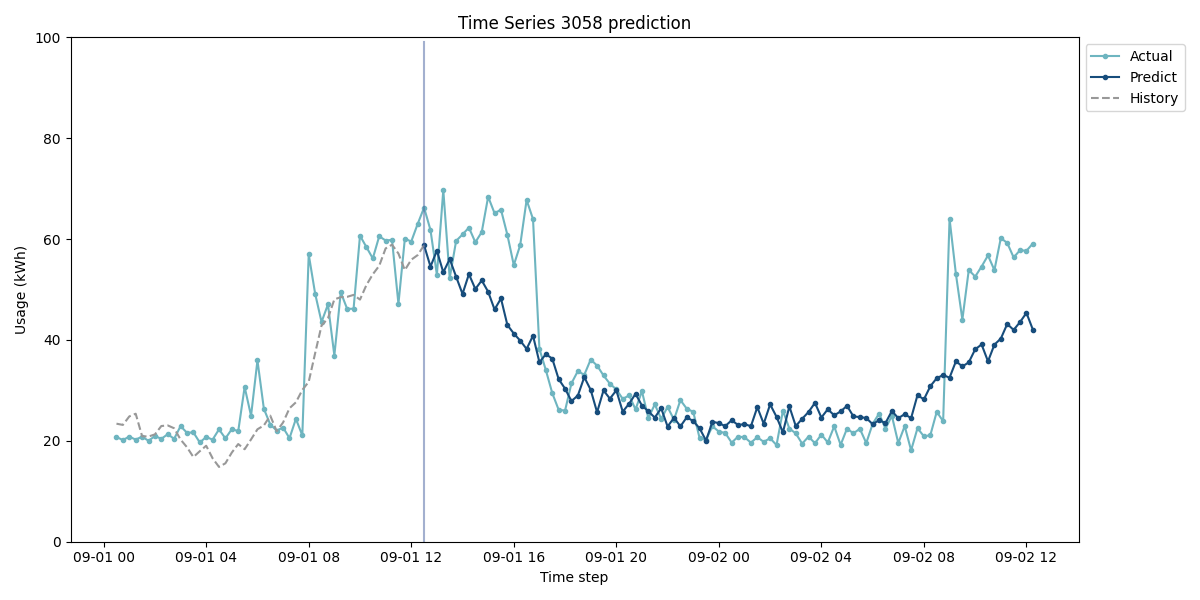 Time Series 3058 prediction
100
80
60
40
20
0
Usage (kWh)
09-01 00
09-01 04
09-01 08
09-01 12
09-01 16
09-01 20
09-02 00
09-02 04
09-02 08
09-02 12
Time step
Actual
Predict
History